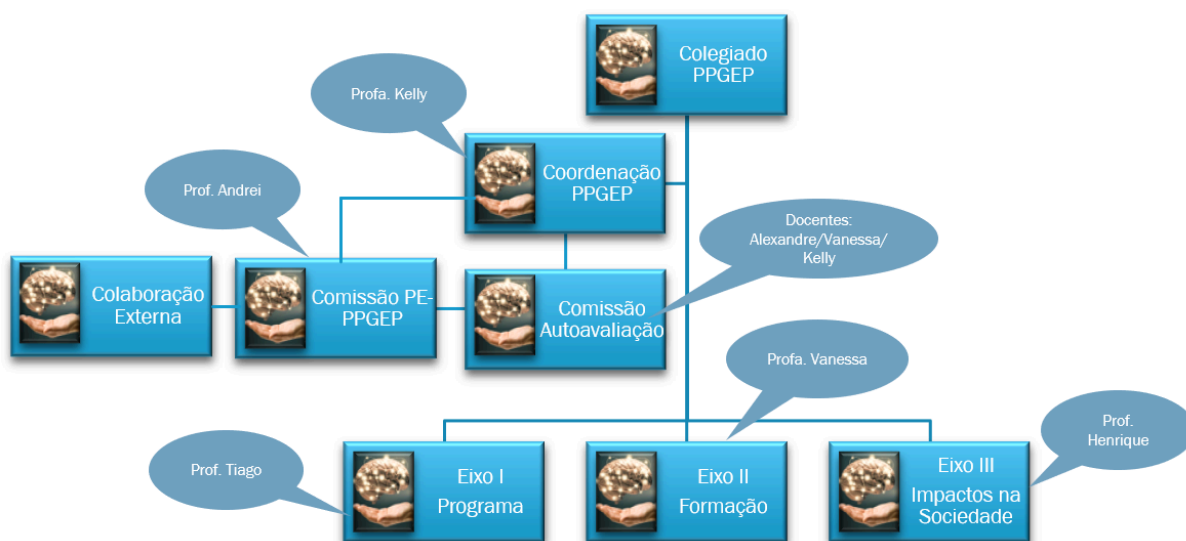 Colegiado
PPGEP
Profa. Kelly
Coordenação
PPGEP
Prof. Andrei
Docentes:
Alexandre/Vanessa/
Kelly
Colaboração
Externa
Comissão PE-
PPGEP
Comissão
Autoavaliação
Profa. Vanessa
Prof.
Henrique
Prof. Tiago
Eixo I
Programa
Eixo II
Formação
Eixo III
Impactos na
Sociedade